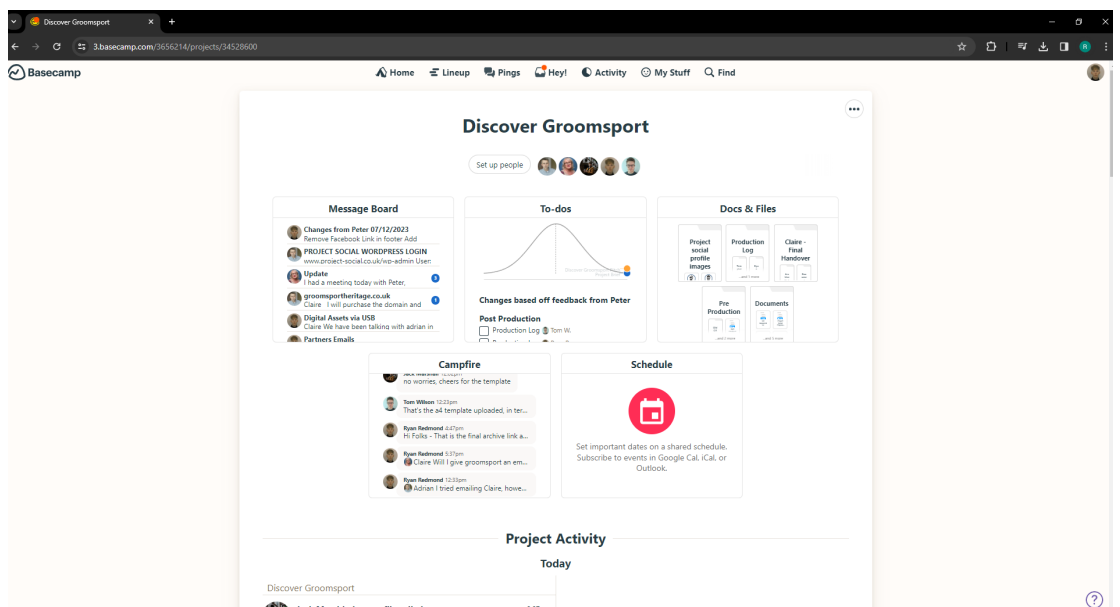 Discover Groomsport
3.basecamp.com/3656214/projects/34528600
R
Basecamp
Home
Lineup
Pings
Hey!
Activity
My Stuff
Find
Discover Groomsport
Set up people
Message Board
Changes from Peter 07/12/2023
Remove Facebook Link in footer Add
PROJECT SOCIAL WORDPRESS LOGIN
www.project-social.co.uk/wp-admin User:
Update
I had a meeting today with Peter,
3
groomsportheritage.co.uk
Claire I will purchase the domain and
1
Digital Assets via USB
Claire We have been talking with adrian in
Partners Emails
To-dos
Changes based off feedback from Peter
Post Production
Production Log Tom W.
Docs & Files
Project
social
profile
images
Production
Log
Claire -
Final
Handover
Pre
Production
Documents
Campfire
12:02pm
no worries, cheers for the template
Tom Wilson 12:23pm
That's the a4 template uploaded, in ter...
Ryan Redmond 4:47pm
Hi Folks - That is the final archive link a...
Ryan Redmond 5:37pm
Claire Will I give groomsport an em...
Ryan Redmond 12:33pm
Adrian I tried emailing Claire, howe...
Schedule
Set important dates on a shared schedule.
Subscribe to events in Google Cal, iCal, or
Outlook.
Project Activity
Today
Discover Groomsport
?